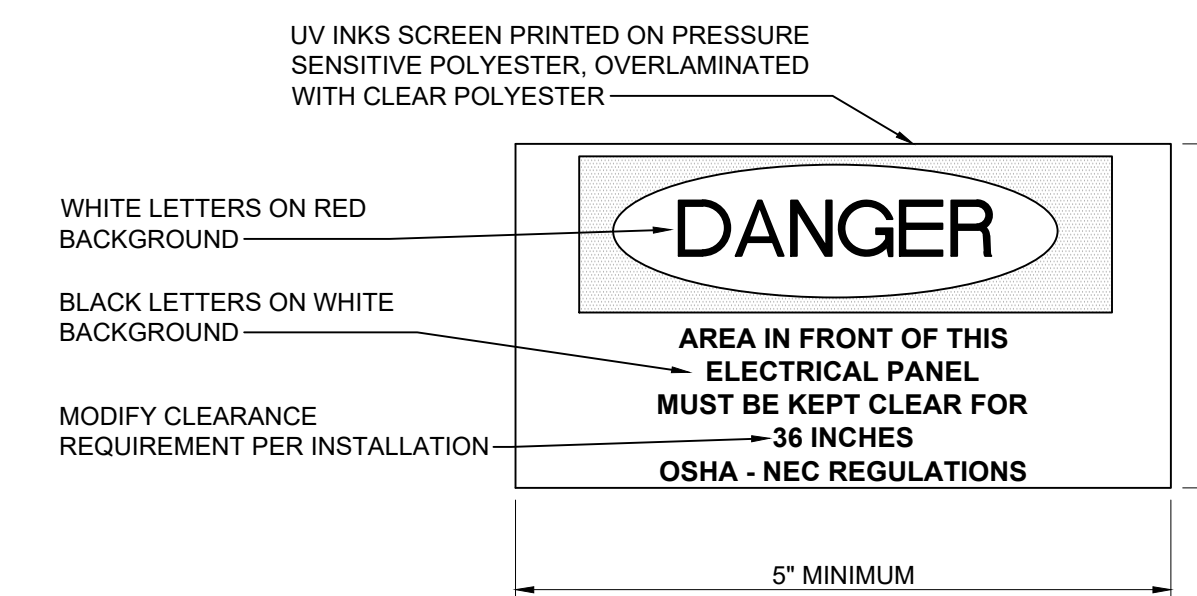 UV INKS SCREEN PRINTED ON PRESSURE
SENSITIVE POLYESTER, OVERLAMINATED
WITH CLEAR POLYESTER
WHITE LETTERS ON RED
BACKGROUND
DANGER
BLACK LETTERS ON WHITE
BACKGROUND
AREA IN FRONT OF THIS
ELECTRICAL PANEL
MUST BE KEPT CLEAR FOR
36 INCHES
OSHA - NEC REGULATIONS
MODIFY CLEARANCE
REQUIREMENT PER INSTALLATION
5" MINIMUM